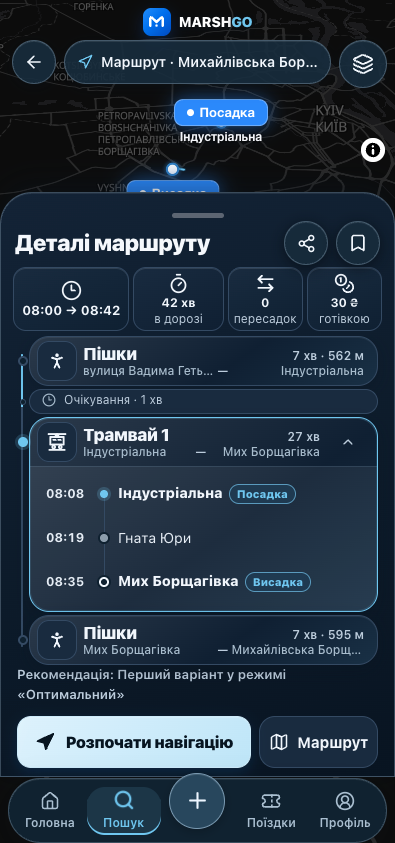 ГОРЕНКА
MARSHGO
Маршрут · Михайлівська Бор...
Посадка
Індустріальна
KYIV
КИЇВ
PETROPAVLIVSKA
BORSHCHAHIVKA
ПЕТРОПАВЛІВСЬКА
БОРЩАГІВКА
Висадка
Деталі маршруту
08:00 → 08:42
42 хв
в дорозі
0
пересадок
30 ₴
готівкою
Пішки
7 хв · 562 м
вулиця Вадима Геть... — Індустріальна
Очікування · 1 хв
Трамвай 1
27 хв
Індустріальна — Мих Борщагівка
08:08 Індустріальна Посадка
08:19 Гната Юри
08:35 Мих Борщагівка Висадка
Пішки
7 хв · 595 м
Мих Борщагівка — Михайлівська Борщ...
Рекомендація: Перший варіант у режимі
«Оптимальний»
Розпочати навігацію
Маршрут
Головна
Пошук
Поїздки
Профіль